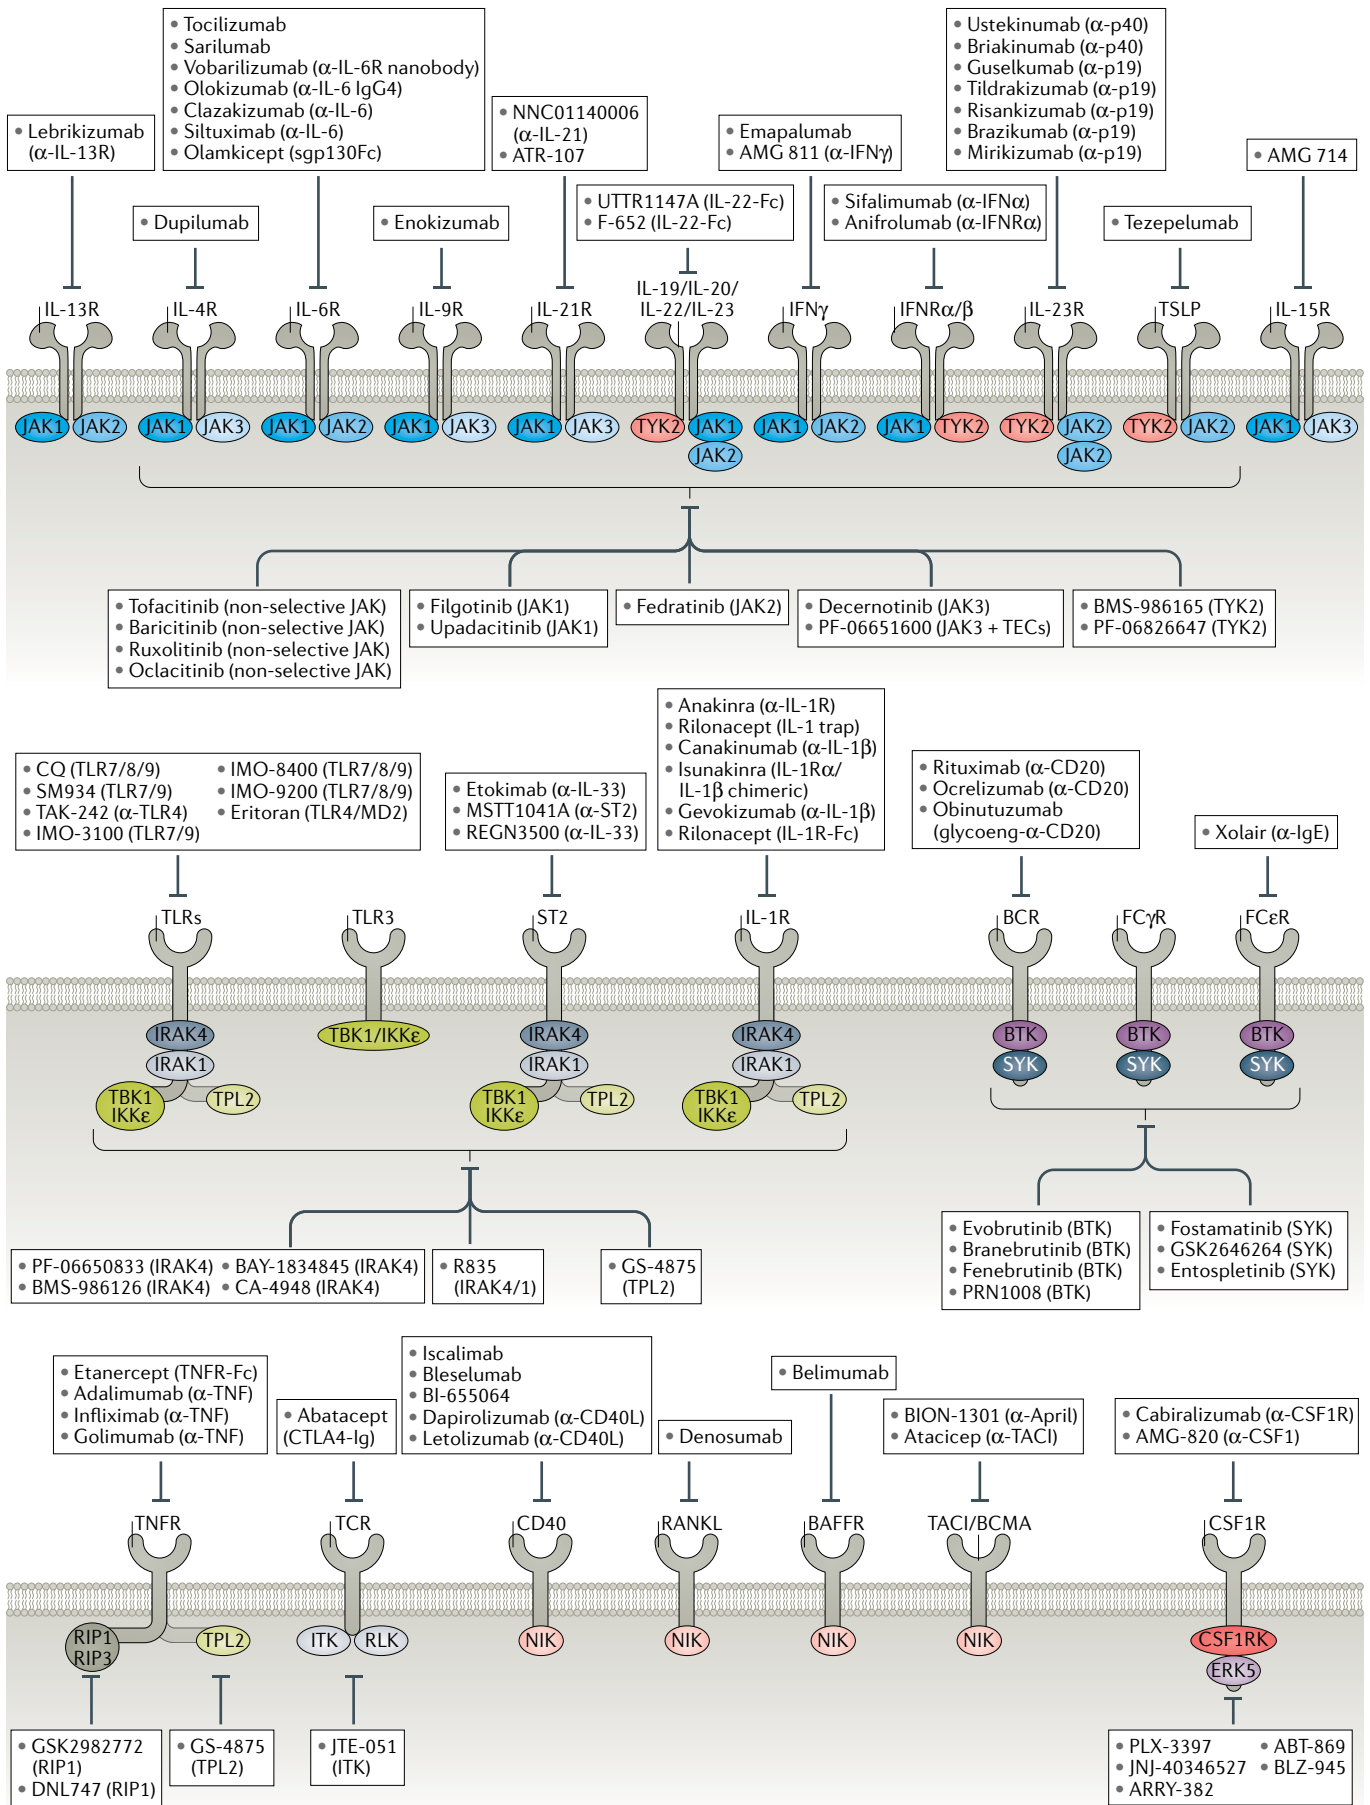 • Tocilizumab
• Sarilumab
• Vobarilizumab (α-IL-6R nanobody)
• Olokizumab (α-IL-6 IgG4)
• Clazakizumab (α-IL-6)
• Siltuximab (α-IL-6)
• Olamkicept (sgp130Fc)
• Ustekinumab (α-p40)
• Briakinumab (α-p40)
• Guselkumab (α-p19)
• Tildrakizumab (α-p19)
• Risankizumab (α-p19)
• Brazikumab (α-p19)
• Mirikizumab (α-p19)
• Lebrikizumab
(α-IL-13R)
• NNC01140006
(α-IL-21)
• ATR-107
• Emapalumab
• AMG 811 (α-IFNγ)
• AMG 714
• Dupilumab
• Enokizumab
• UTTR1147A (IL-22-Fc)
• F-652 (IL-22-Fc)
• Sifalimumab (α-IFNα)
• Anifrolumab (α-IFNRα)
• Tezepelumab
IL-13R
IL-4R
IL-6R
IL-9R
IL-21R
IL-19/IL-20/
IL-22/IL-23
IFNγ
IFNRα/β
IL-23R
TSLP
IL-15R
JAK1 JAK2
JAK1 JAK3
JAK1 JAK2
JAK1 JAK3
JAK1 JAK3
TYK2 JAK1
JAK2
JAK1 JAK2
JAK1 TYK2
TYK2 JAK2
JAK2
TYK2 JAK2
JAK1 JAK3
• Tofacitinib (non-selective JAK)
• Baricitinib (non-selective JAK)
• Ruxolitinib (non-selective JAK)
• Oclacitinib (non-selective JAK)
• Filgotinib (JAK1)
• Upadacitinib (JAK1)
• Fedratinib (JAK2)
• Decernotinib (JAK3)
• PF-06651600 (JAK3 + TECs)
• BMS-986165 (TYK2)
• PF-06826647 (TYK2)
• CQ (TLR7/8/9)
• SM934 (TLR7/9)
• TAK-242 (α-TLR4)
• IMO-3100 (TLR7/9)
• IMO-8400 (TLR7/8/9)
• IMO-9200 (TLR7/8/9)
• Eritoran (TLR4/MD2)
• Etokimab (α-IL-33)
• MSTT1041A (α-ST2)
• REGN3500 (α-IL-33)
• Anakinra (α-IL-1R)
• Rilonacept (IL-1 trap)
• Canakinumab (α-IL-1β)
• Isunakinra (IL-1Rα/
IL-1β chimeric)
• Gevokizumab (α-IL-1β)
• Rilonacept (IL-1R-Fc)
• Rituximab (α-CD20)
• Ocrelizumab (α-CD20)
• Obinutuzumab
(glycoeng-α-CD20)
• Xolair (α-IgE)
TLRs
TLR3
ST2
IL-1R
BCR
FCγR
FCεR
IRAK4
IRAK1
TBK1
IKKε
TPL2
TBK1/IKKε
IRAK4
IRAK1
TBK1
IKKε
TPL2
IRAK4
IRAK1
TBK1
IKKε
TPL2
BTK
SYK
BTK
SYK
BTK
SYK
• PF-06650833 (IRAK4)
• BMS-986126 (IRAK4)
• BAY-1834845 (IRAK4)
• CA-4948 (IRAK4)
• R835
(IRAK4/1)
• GS-4875
(TPL2)
• Evobrutinib (BTK)
• Branebrutinib (BTK)
• Fenebrutinib (BTK)
• PRN1008 (BTK)
• Fostamatinib (SYK)
• GSK2646264 (SYK)
• Entospletinib (SYK)
• Etanercept (TNFR-Fc)
• Adalimumab (α-TNF)
• Infliximab (α-TNF)
• Golimumab (α-TNF)
• Abatacept
(CTLA4-Ig)
• Iscalimab
• Bleselumab
• BI-655064
• Dapirolizumab (α-CD40L)
• Letolizumab (α-CD40L)
• Denosumab
• Belimumab
• BION-1301 (α-April)
• Atacicep (α-TACI)
• Cabiralizumab (α-CSF1R)
• AMG-820 (α-CSF1)
TNFR
TCR
CD40
RANKL
BAFFR
TACI/BCMA
CSF1R
RIP1
RIP3
TPL2
ITK RLK
NIK
NIK
NIK
NIK
CSF1RK
ERK5
• GSK2982772
(RIP1)
• DNL747 (RIP1)
• GS-4875
(TPL2)
• JTE-051
(ITK)
• PLX-3397
• JNJ-40346527
• ARRY-382
• ABT-869
• BLZ-945